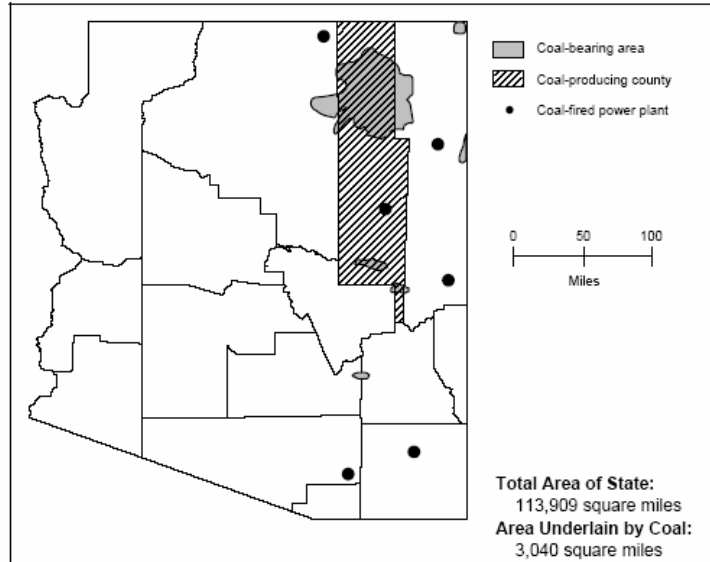 Coal-bearing area
Coal-producing county
Coal-fired power plant
0 50 100
Miles
Total Area of State:
113,909 square miles
Area Underlain by Coal:
3,040 square miles